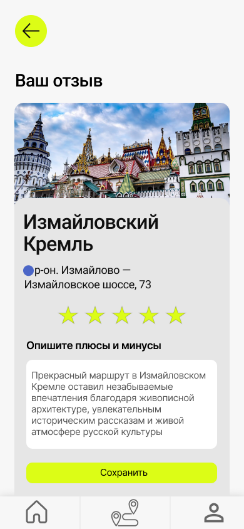 Ваш отзыв
Измайловский
Кремль
р-он. Измайлово —
Измайловское шоссе, 73
Опишите плюсы и минусы
Прекрасный маршрут в Измайловском
Кремле оставил незабываемые
впечатления благодаря живописной
архитектуре, увлекательным
историческим рассказам и живой
атмосфере русской культуры
Сохранить